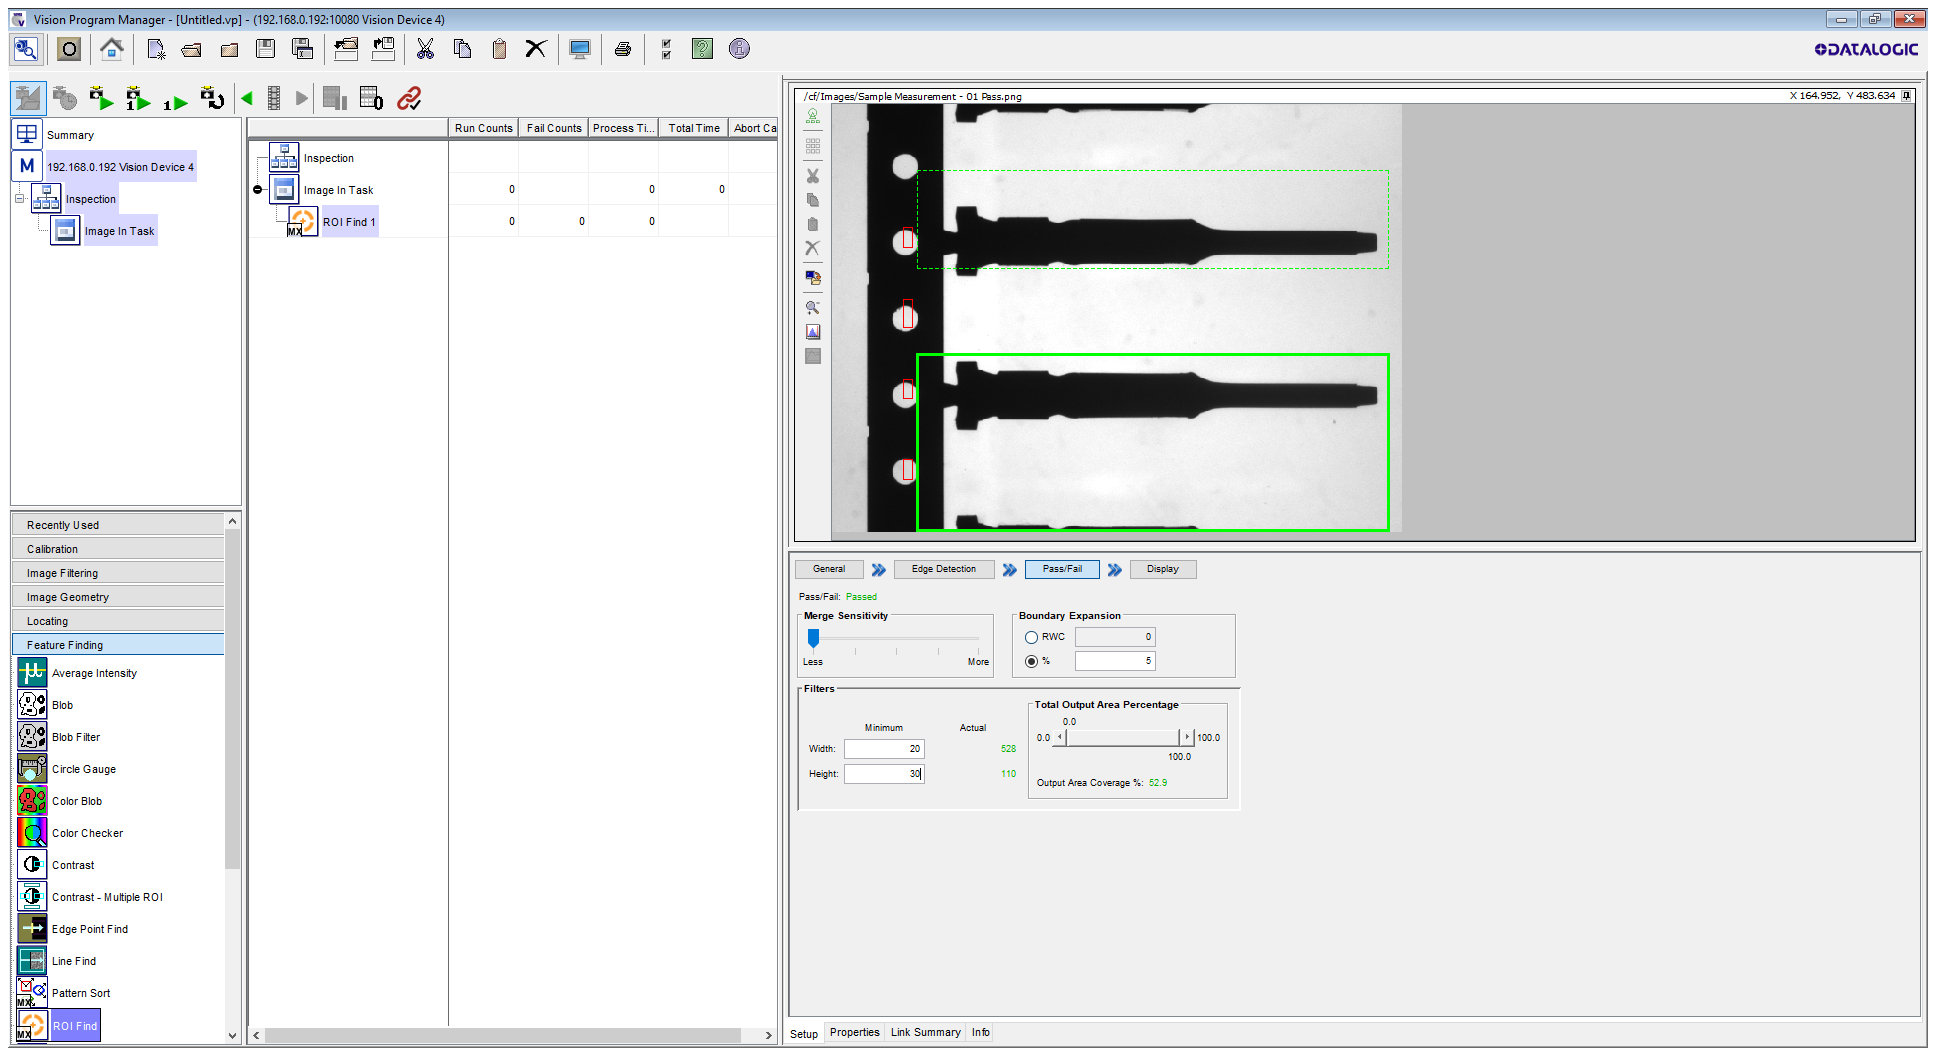 Vision Program Manager - [Untitled.vp] - (192.168.0.192:10080 Vision Device 4)
DATALOGIC
Summary
M 192.168.0.192 Vision Device 4
Inspection
Image In Task
Recently Used
Calibration
Image Filtering
Image Geometry
Locating
Feature Finding
Average Intensity
Blob
Blob Filter
Circle Gauge
Color Blob
Color Checker
Contrast
Contrast - Multiple ROI
Edge Point Find
Line Find
MX Pattern Sort
MX ROI Find
Run Counts Fail Counts Process Ti... Total Time Abort Ca
Inspection
Image In Task 0 0 0
MX ROI Find 1 0 0 0
/cf/Images/Sample Measurement - 01 Pass.png X 164.952, Y 483.634
General Edge Detection Pass/Fail Display
Pass/Fail: Passed
Merge Sensitivity
Less More
Boundary Expansion
RWC 0
% 5
Filters
Minimum Actual
Width: 20 528
Height: 30 110
Total Output Area Percentage
0.0
0.0 100.0
100.0
Output Area Coverage %: 52.9
Setup Properties Link Summary Info